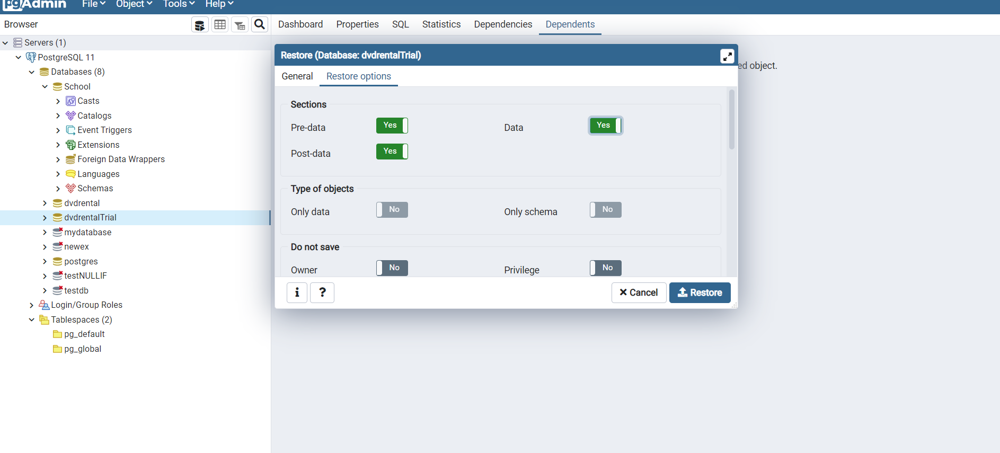 pgAdmin File Object Tools Help
Browser
Dashboard Properties SQL Statistics Dependencies Dependents
Servers (1)
PostgreSQL 11
Databases (8)
School
Casts
Catalogs
Event Triggers
Extensions
Foreign Data Wrappers
Languages
Schemas
dvdrental
dvdrentalTrial
mydatabase
newex
postgres
testNULLIF
testdb
Login/Group Roles
Tablespaces (2)
pg_default
pg_global
ed object.
Restore (Database: dvdrentalTrial)
General Restore options
Sections
Pre-data Yes Data Yes
Post-data Yes
Type of objects
Only data No Only schema No
Do not save
Owner No Privilege No
i ? Cancel Restore